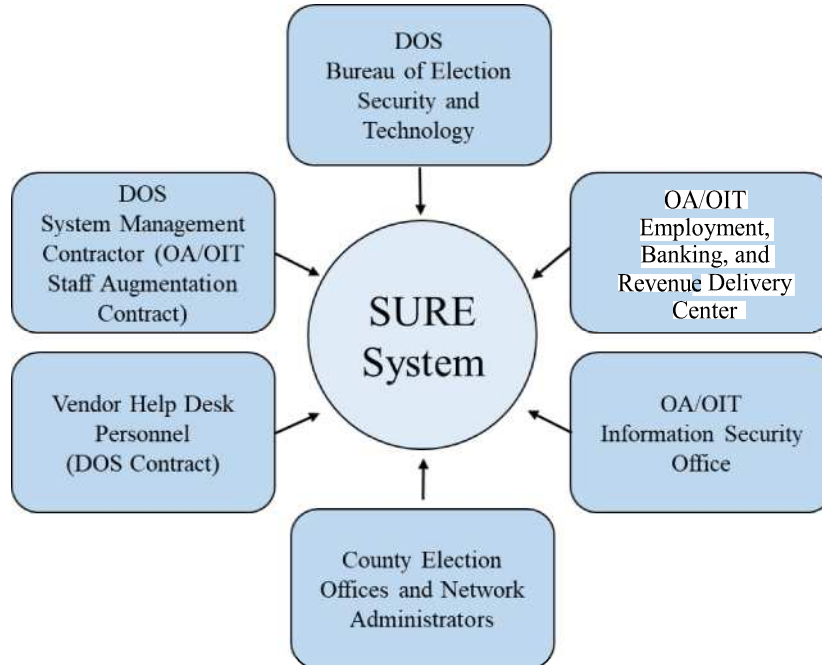 DOS
Bureau of Election
Security and
Technology
DOS
System Management
Contractor (OA/OIT
Staff Augmentation
Contract)
OA/OIT
Employment,
Banking, and
Revenue Delivery
Center
SURE
System
Vendor Help Desk
Personnel
(DOS Contract)
OA/OIT
Information Security
Office
County Election
Offices and Network
Administrators